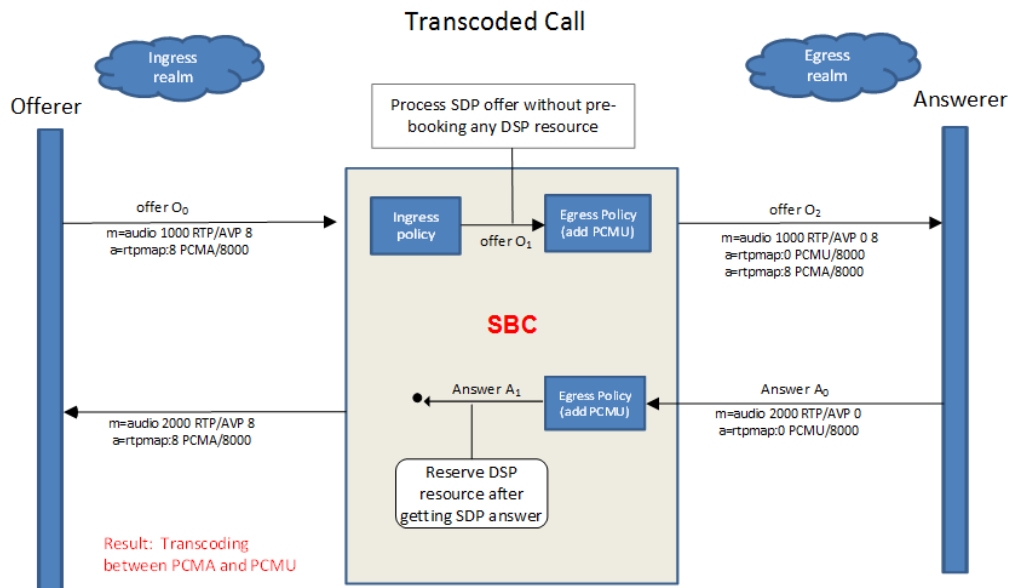 Transcoded Call
Ingress
realm
Egress
realm
Offerer
Answerer
Process SDP offer without pre-
booking any DSP resource
offer O₀
m=audio 1000 RTP/AVP 8
a=rtpmap:8 PCMA/8000
Ingress
policy
offer O₁
Egress Policy
(add PCMU)
offer O₂
m=audio 1000 RTP/AVP 0 8
a=rtpmap:0 PCMU/8000
a=rtpmap:8 PCMA/8000
SBC
Answer A₁
Egress Policy
(add PCMU)
Answer A₀
m=audio 2000 RTP/AVP 0
a=rtpmap:0 PCMU/8000
m=audio 2000 RTP/AVP 8
a=rtpmap:8 PCMA/8000
Reserve DSP
resource after
getting SDP answer
Result: Transcoding
between PCMA and PCMU